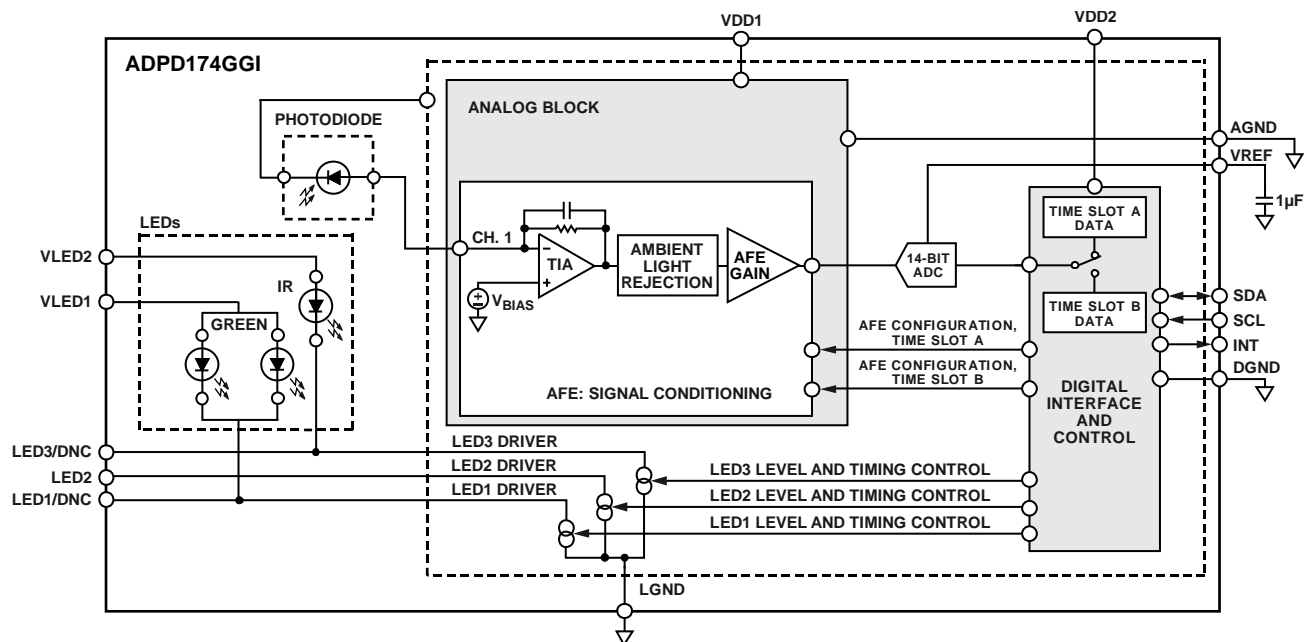 VDD1
VDD2
ADPD174GGI
ANALOG BLOCK
PHOTODIODE
AGND
VREF
1µF
LEDs
TIME SLOT A
DATA
CH. 1
TIA
AMBIENT
LIGHT
REJECTION
AFE
GAIN
14-BIT
ADC
VLED2
IR
VBIAS
VLED1
GREEN
TIME SLOT B
DATA
SDA
SCL
INT
DGND
AFE CONFIGURATION,
TIME SLOT A
AFE CONFIGURATION,
TIME SLOT B
AFE: SIGNAL CONDITIONING
DIGITAL
INTERFACE
AND
CONTROL
LED3/DNC
LED3 DRIVER
LED2
LED2 DRIVER
LED1/DNC
LED1 DRIVER
LED3 LEVEL AND TIMING CONTROL
LED2 LEVEL AND TIMING CONTROL
LED1 LEVEL AND TIMING CONTROL
LGND